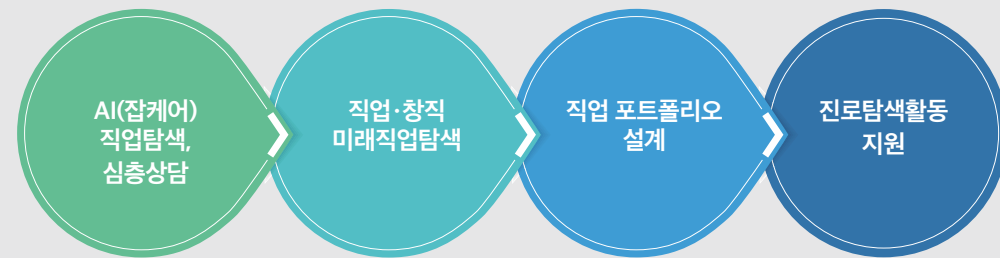 AI(잡케어)
직업탐색,
심층상담
직업·창직
미래직업탐색
직업 포트폴리오
설계
진로탐색활동
지원